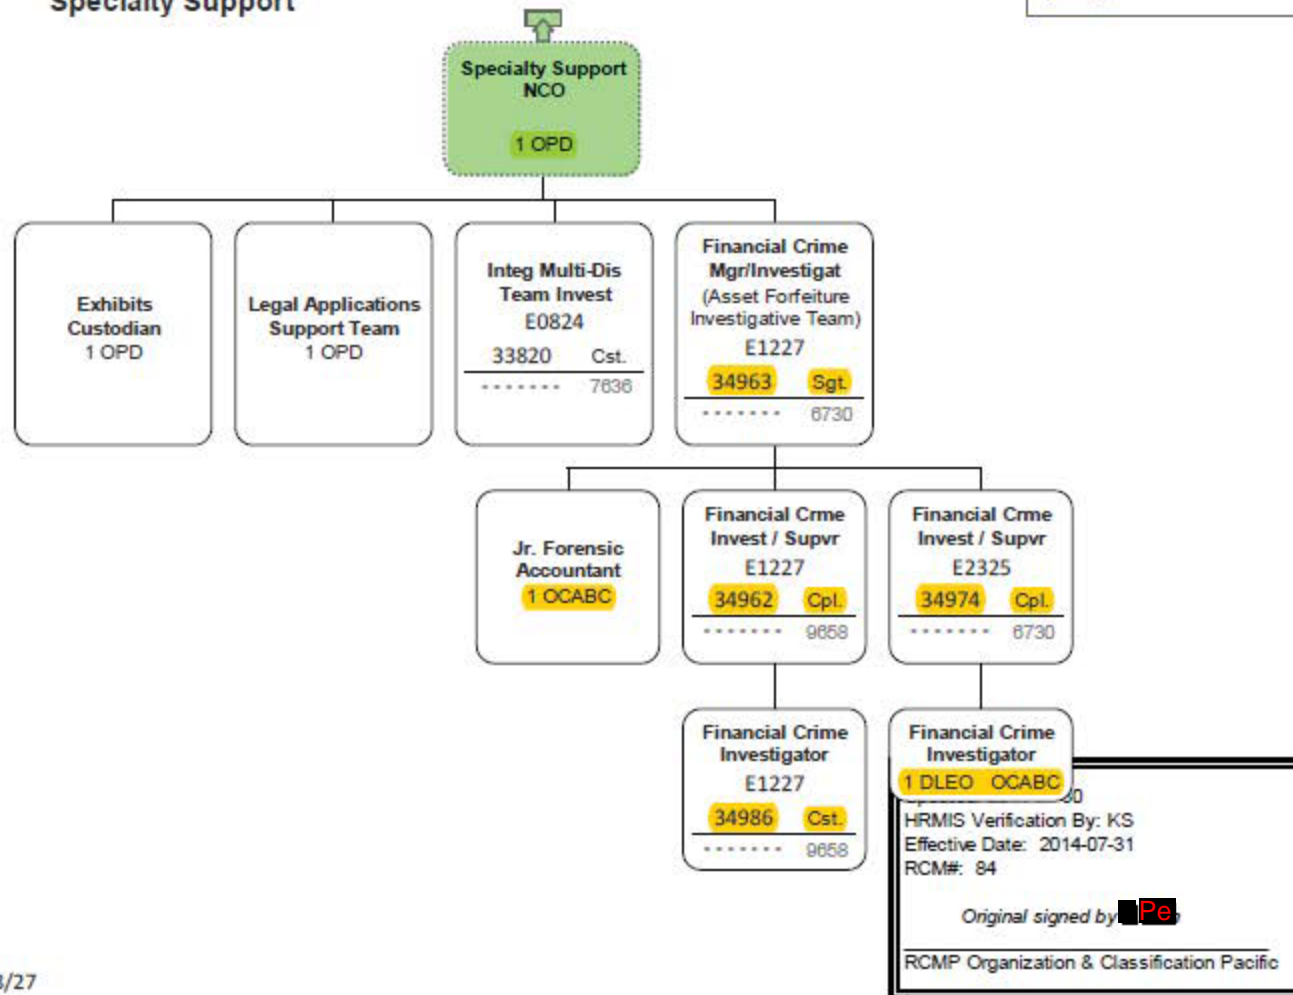 Specialty Support
Specialty Support
NCO
1 OPD
Exhibits
Custodian
1 OPD
Legal Applications
Support Team
1 OPD
Integ Multi-Dis
Team Invest
E0824
33820 Cst.
------- 7636
Financial Crime
Mgr/Investigat
(Asset Forfeiture
Investigative Team)
E1227
34963 Sgt.
------- 6730
Jr. Forensic
Accountant
1 OCABC
Financial Crme
Invest / Supvr
E1227
34962 Cpl.
------- 9658
Financial Crme
Invest / Supvr
E2325
34974 Cpl.
------- 6730
Financial Crime
Investigator
E1227
34986 Cst.
------- 9658
Financial Crime
Investigator
1 DLEO OCABC
HRMIS Verification By: KS
Effective Date: 2014-07-31
RCM#: 84
Original signed by Pe
RCMP Organization & Classification Pacific
/27